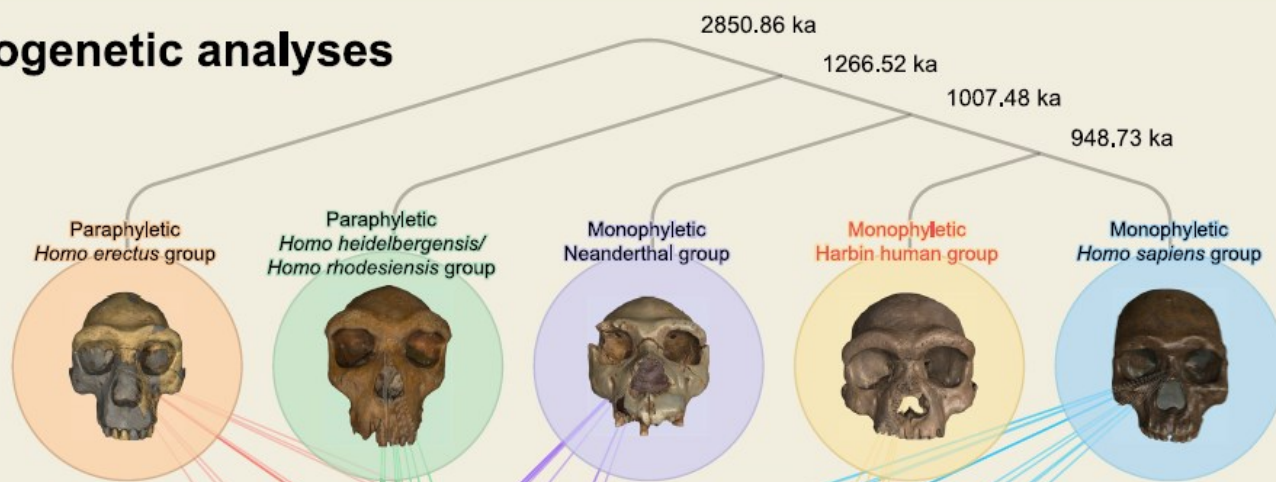 ogenetic analyses
2850.86 ka
1266.52 ka
1007.48 ka
948.73 ka
Paraphyletic
Homo erectus group
Paraphyletic
Homo heidelbergensis/
Homo rhodesiensis group
Monophyletic
Neanderthal group
Monophyletic
Harbin human group
Monophyletic
Homo sapiens group